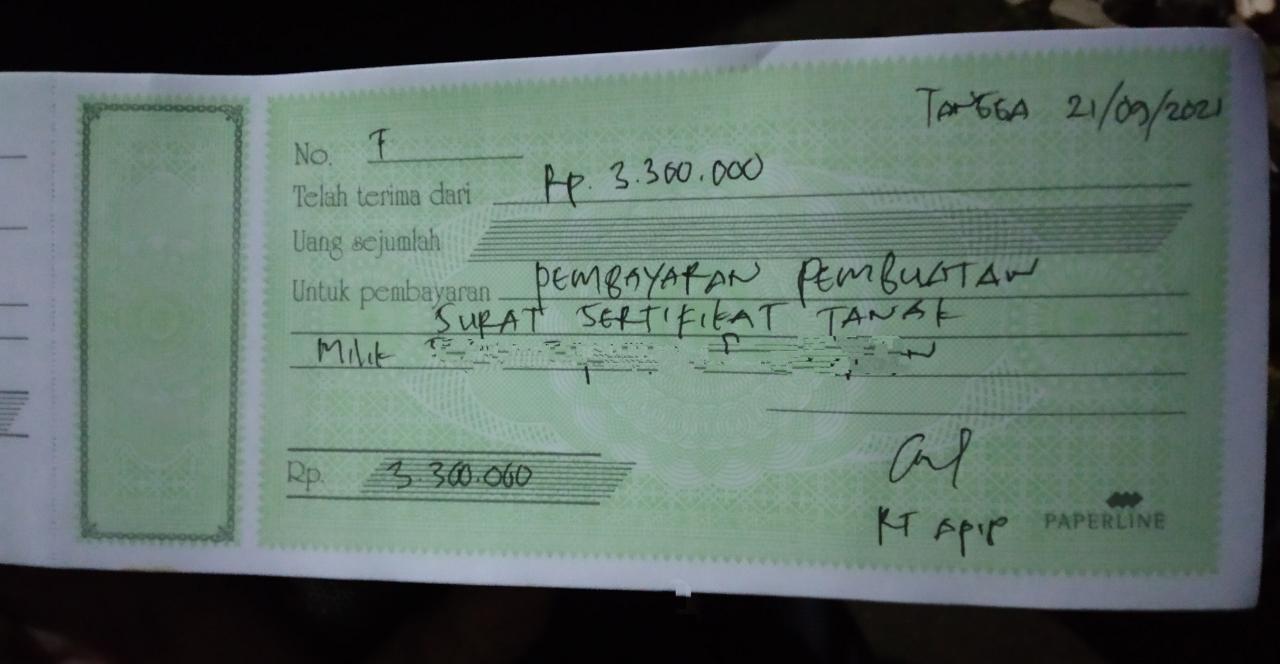 TANGGA 21/09/2021
No. F
Telah terima dari Rp. 3.300.000
Uang sejumlah
Untuk pembayaran PEMBAYARAN PEMBUATAN
SURAT SERTIFIKAT TANAH
Milik
Rp. 3.300.000
RT APIP
PAPERLINE